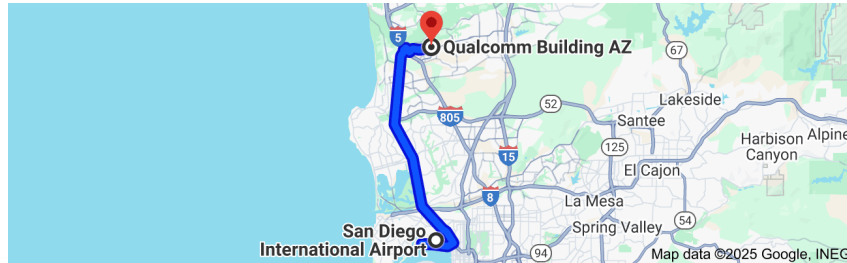 5
Qualcomm Building AZ
67
52
Lakeside
805
Santee
125
Harbison
Canyon
Alpine
15
El Cajon
8
La Mesa
54
Spring Valley
San Diego
International Airport
94
Map data ©2025 Google, INEG